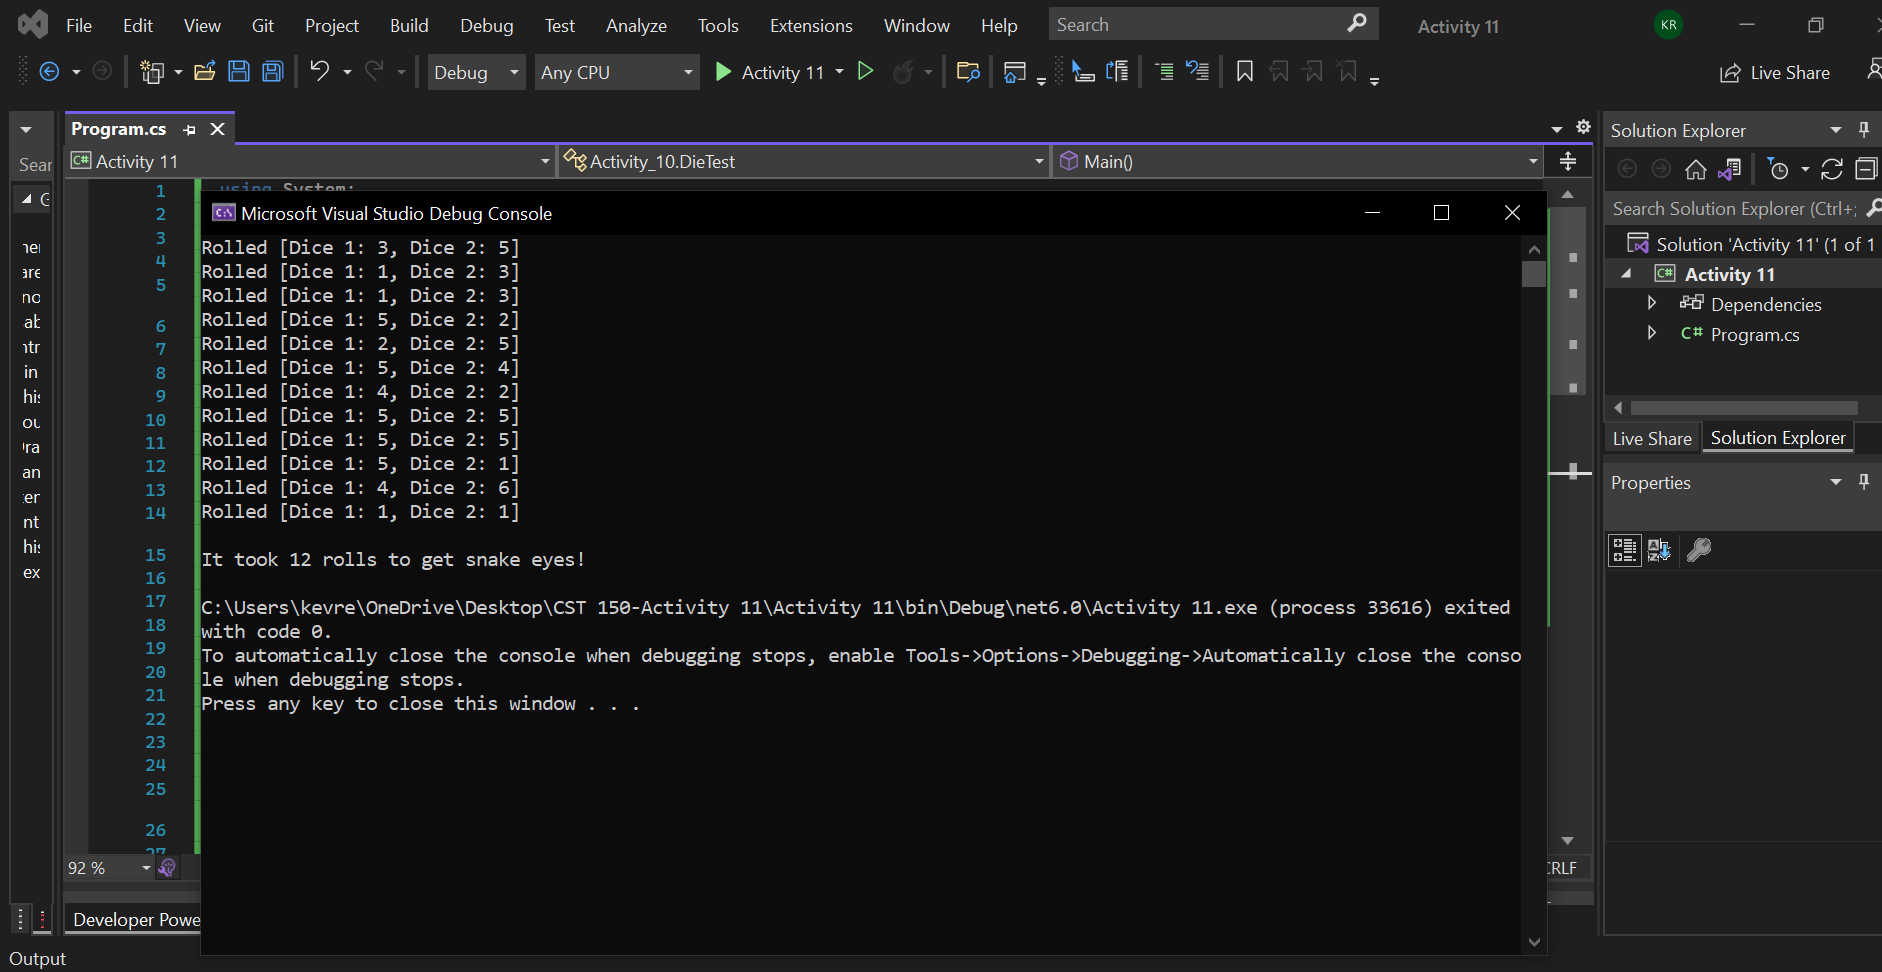 File Edit View Git Project Build Debug Test Analyze Tools Extensions Window Help Search Activity 11 KR
Debug Any CPU Activity 11 Live Share
Program.cs
Sear
C# Activity 11 Activity_10.DieTest Main()
1
2
3
4
5
6
7
8
9
10
11
12
13
14
15
16
17
18
19
20
21
22
23
24
25
26
27
using System;
Microsoft Visual Studio Debug Console
Rolled [Dice 1: 3, Dice 2: 5]
Rolled [Dice 1: 1, Dice 2: 3]
Rolled [Dice 1: 1, Dice 2: 3]
Rolled [Dice 1: 5, Dice 2: 2]
Rolled [Dice 1: 2, Dice 2: 5]
Rolled [Dice 1: 5, Dice 2: 4]
Rolled [Dice 1: 4, Dice 2: 2]
Rolled [Dice 1: 5, Dice 2: 5]
Rolled [Dice 1: 5, Dice 2: 5]
Rolled [Dice 1: 5, Dice 2: 1]
Rolled [Dice 1: 4, Dice 2: 6]
Rolled [Dice 1: 1, Dice 2: 1]
It took 12 rolls to get snake eyes!
C:\Users\kevre\OneDrive\Desktop\CST 150-Activity 11\Activity 11\bin\Debug\net6.0\Activity 11.exe (process 33616) exited
with code 0.
To automatically close the console when debugging stops, enable Tools->Options->Debugging->Automatically close the conso
le when debugging stops.
Press any key to close this window . . .
92 %
CRLF
Developer Powe
Output
Solution Explorer
Search Solution Explorer (Ctrl+;
Solution 'Activity 11' (1 of 1
C# Activity 11
Dependencies
C# Program.cs
Live Share Solution Explorer
Properties